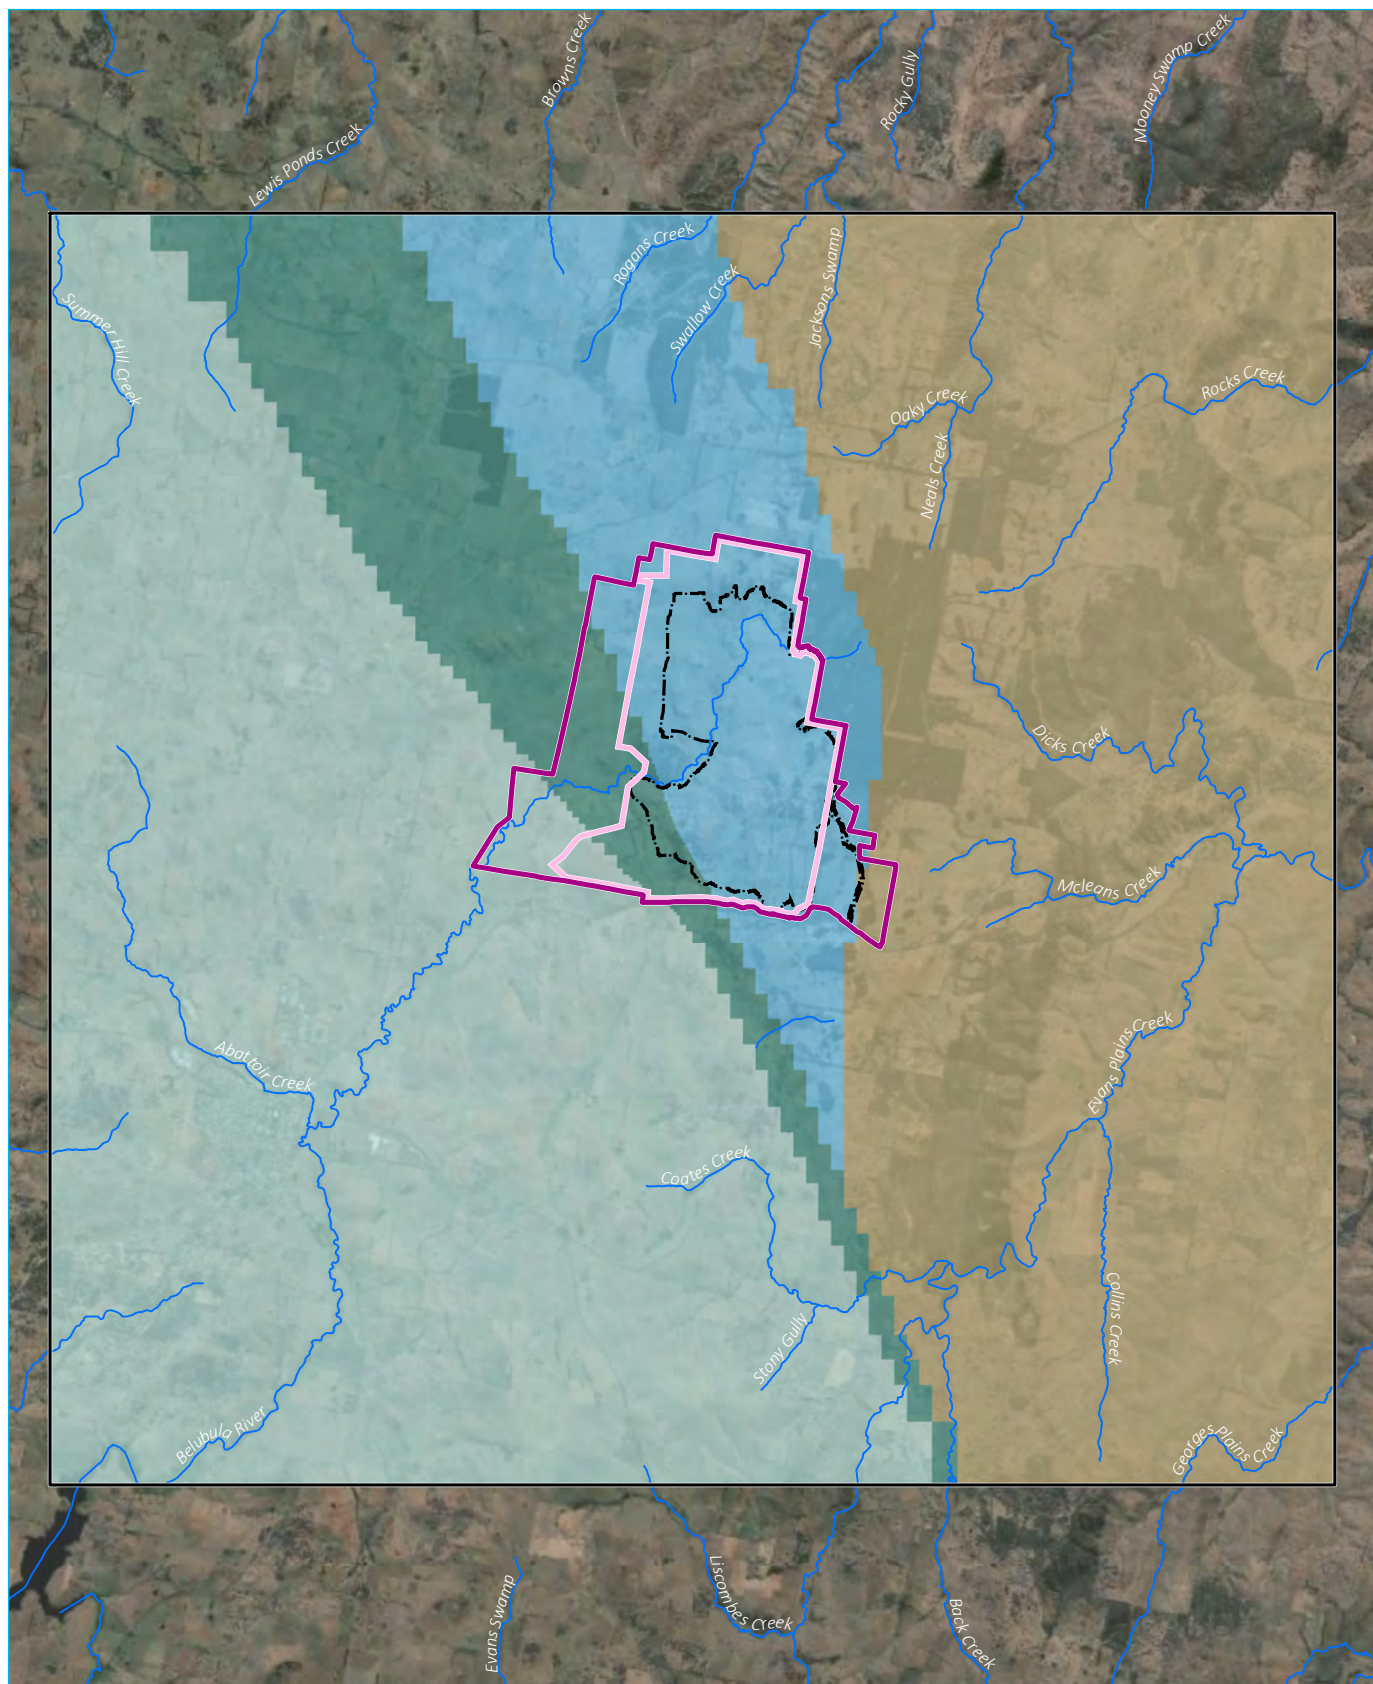 Browns Creek
Rocky Gully
Mooney Swamp Creek
Lewis Ponds Creek
Rogans Creek
Swallow Creek
Jacksons Swamp
Summer Hill Creek
Oaky Creek
Rocks Creek
Neals Creek
Dicks Creek
Mcleans Creek
Abattoir Creek
Evans Plains Creek
Coates Creek
Stony Gully
Collins Creek
Belubula River
Georges Plains Creek
Evans Swamp
Liscombes Creek
Back Creek